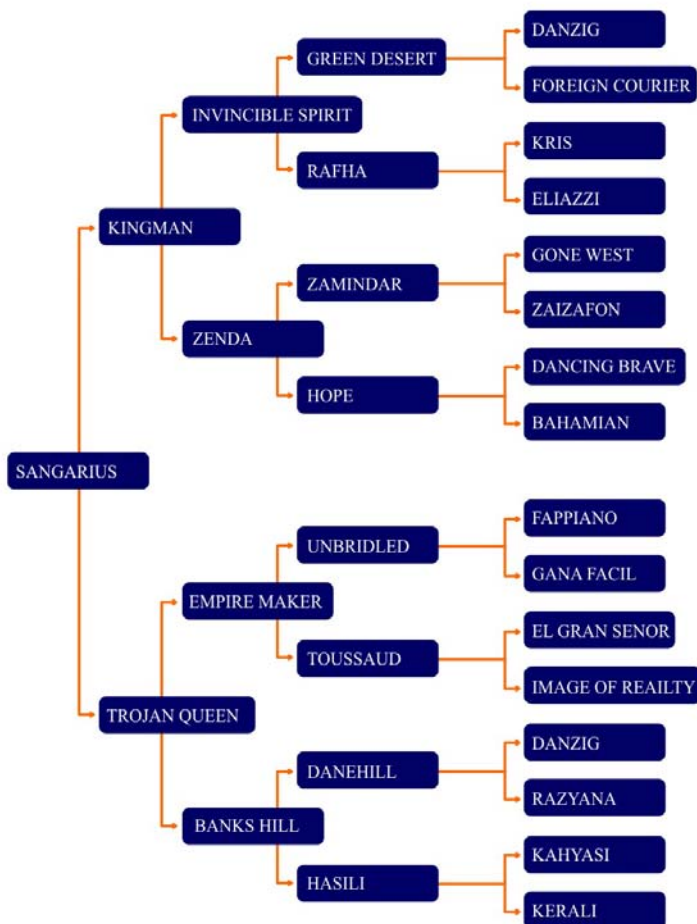 DANZIG
GREEN DESERT
FOREIGN COURIER
INVINCIBLE SPIRIT
KRIS
RAFHA
ELIAZZI
KINGMAN
GONE WEST
ZAMINDAR
ZAIZAFON
ZENDA
DANCING BRAVE
HOPE
BAHAMIAN
SANGARIUS
FAPPIANO
UNBRIDLED
GANA FACIL
EMPIRE MAKER
EL GRAN SENOR
TOUSSAUD
IMAGE OF REAILTY
TROJAN QUEEN
DANZIG
DANEHILL
RAZYANA
BANKS HILL
KAHYASI
HASILI
KERALI